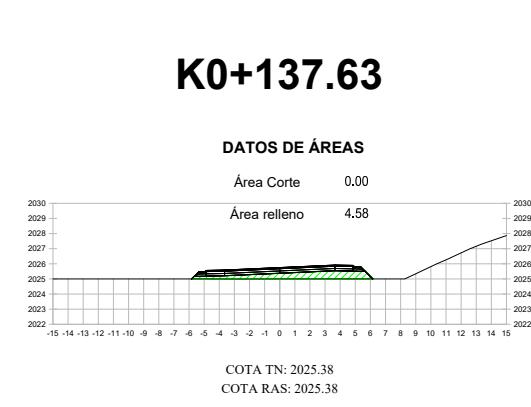 K0+137.63
DATOS DE ÁREAS
Área Corte 0.00
Área relleno 4.58
2030 2030
2029 2029
2028 2028
2027 2027
2026 2026
2025 2025
2024 2024
2023 2023
2022 2022
-15 -14 -13 -12 -11 -10 -9 -8 -7 -6 -5 -4 -3 -2 -1 0 1 2 3 4 5 6 7 8 9 10 11 12 13 14 15
COTA TN: 2025.38
COTA RAS: 2025.38